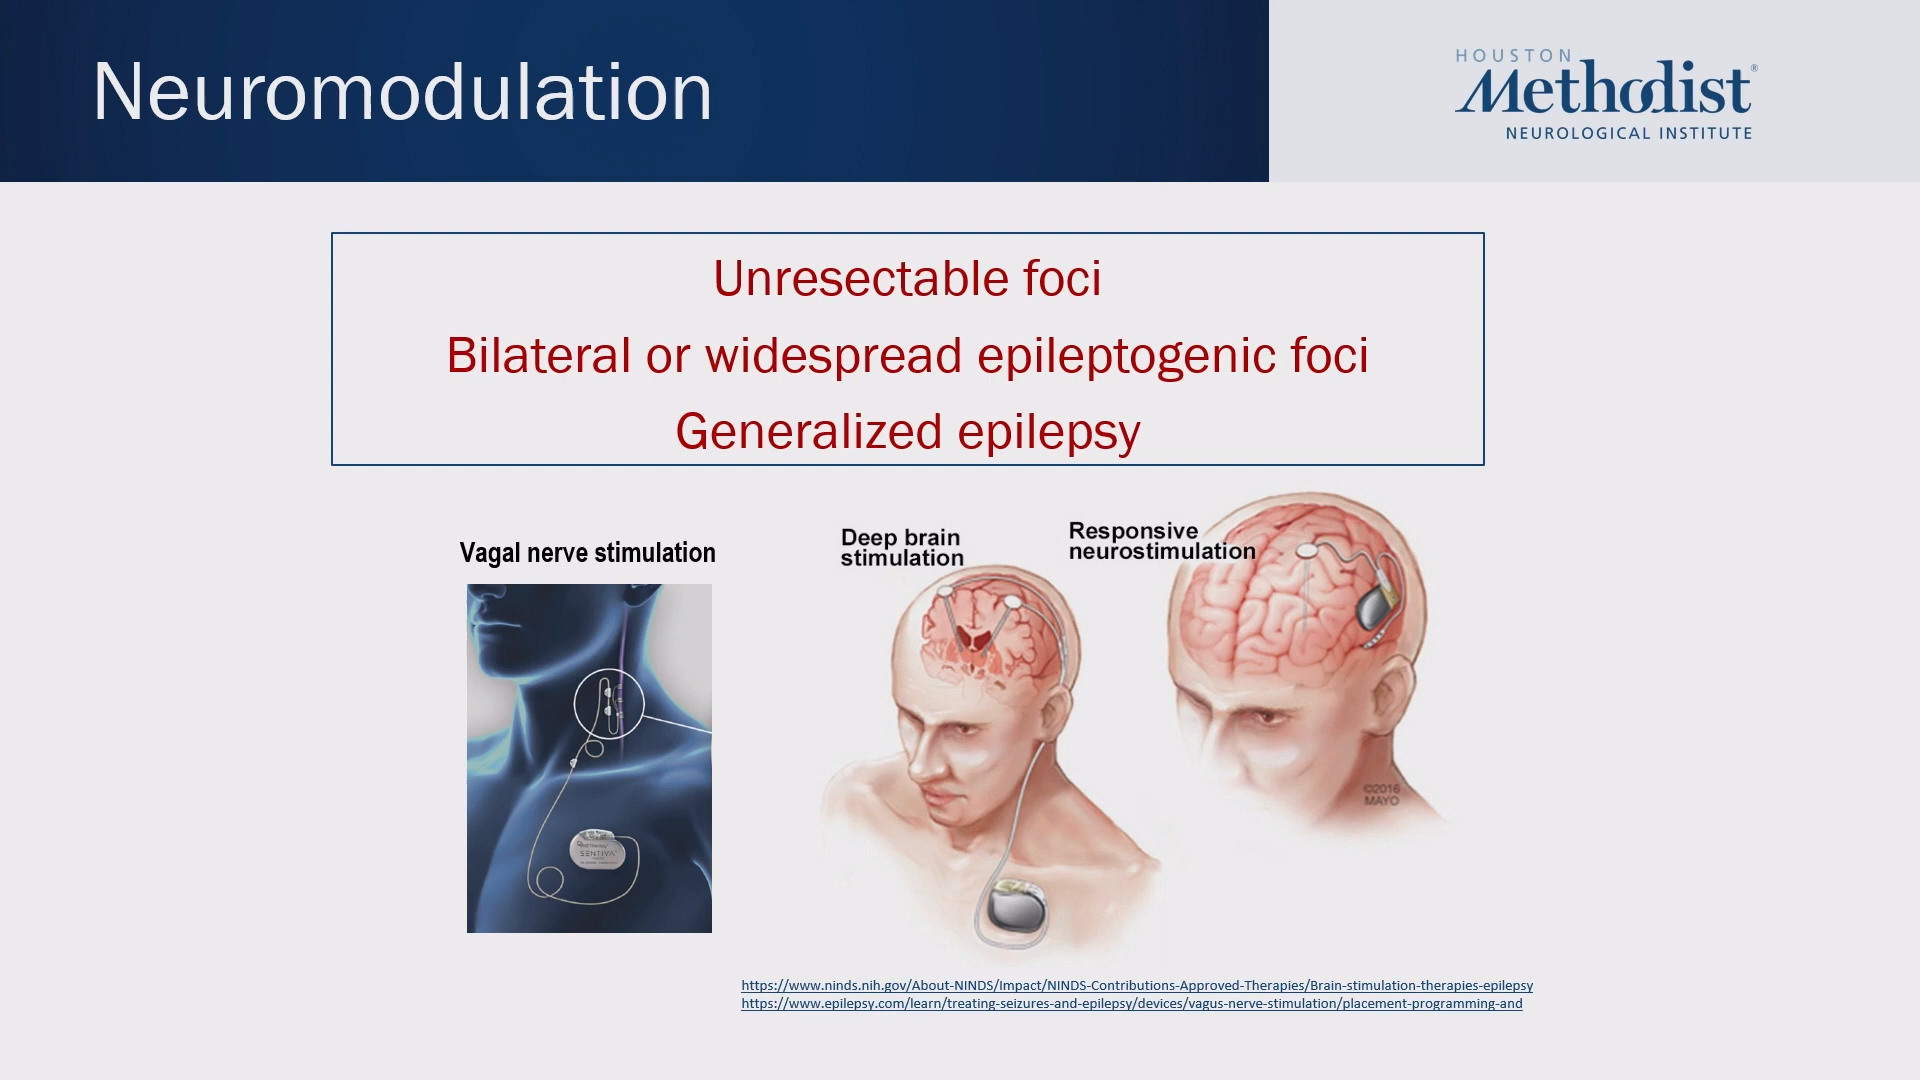 Neuromodulation
HOUSTON
Methodist®
NEUROLOGICAL INSTITUTE
Unresectable foci
Bilateral or widespread epileptogenic foci
Generalized epilepsy
Vagal nerve stimulation
Deep brain
stimulation
Responsive
neurostimulation
SENTIVA
©2016
MAYO
https://www.ninds.nih.gov/About-NINDS/Impact/NINDS-Contributions-Approved-Therapies/Brain-stimulation-therapies-epilepsy
https://www.epilepsy.com/learn/treating-seizures-and-epilepsy/devices/vagus-nerve-stimulation/placement-programming-and